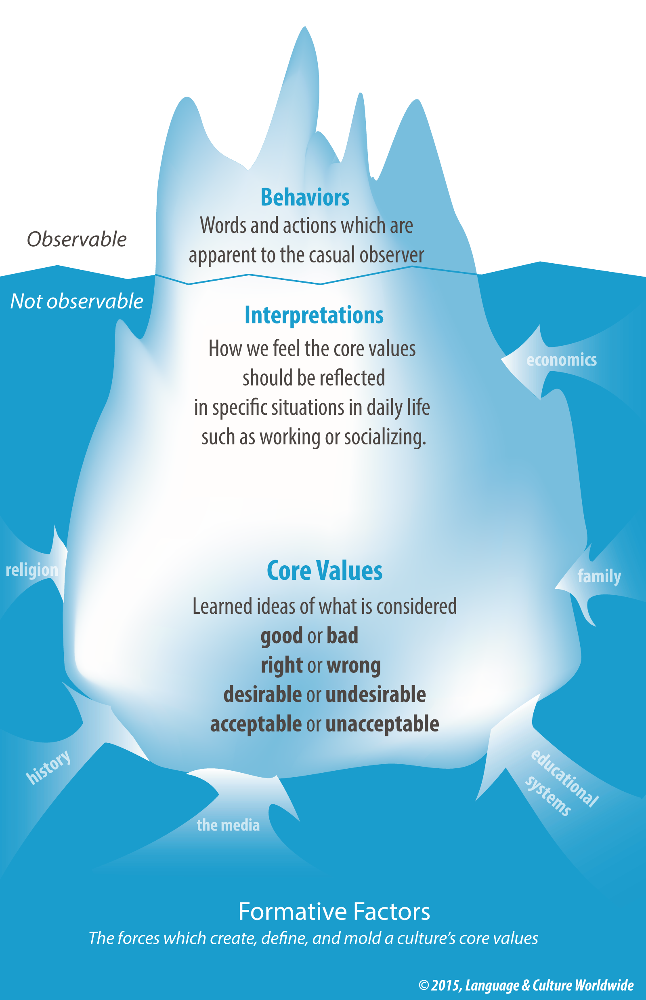 Behaviors
Words and actions which are
apparent to the casual observer
Observable
Not observable
Interpretations
How we feel the core values
should be reflected
in specific situations in daily life
such as working or socializing.
economics
religion
family
Core Values
Learned ideas of what is considered
good or bad
right or wrong
desirable or undesirable
acceptable or unacceptable
history
educational
systems
the media
Formative Factors
The forces which create, define, and mold a culture’s core values
© 2015, Language & Culture Worldwide